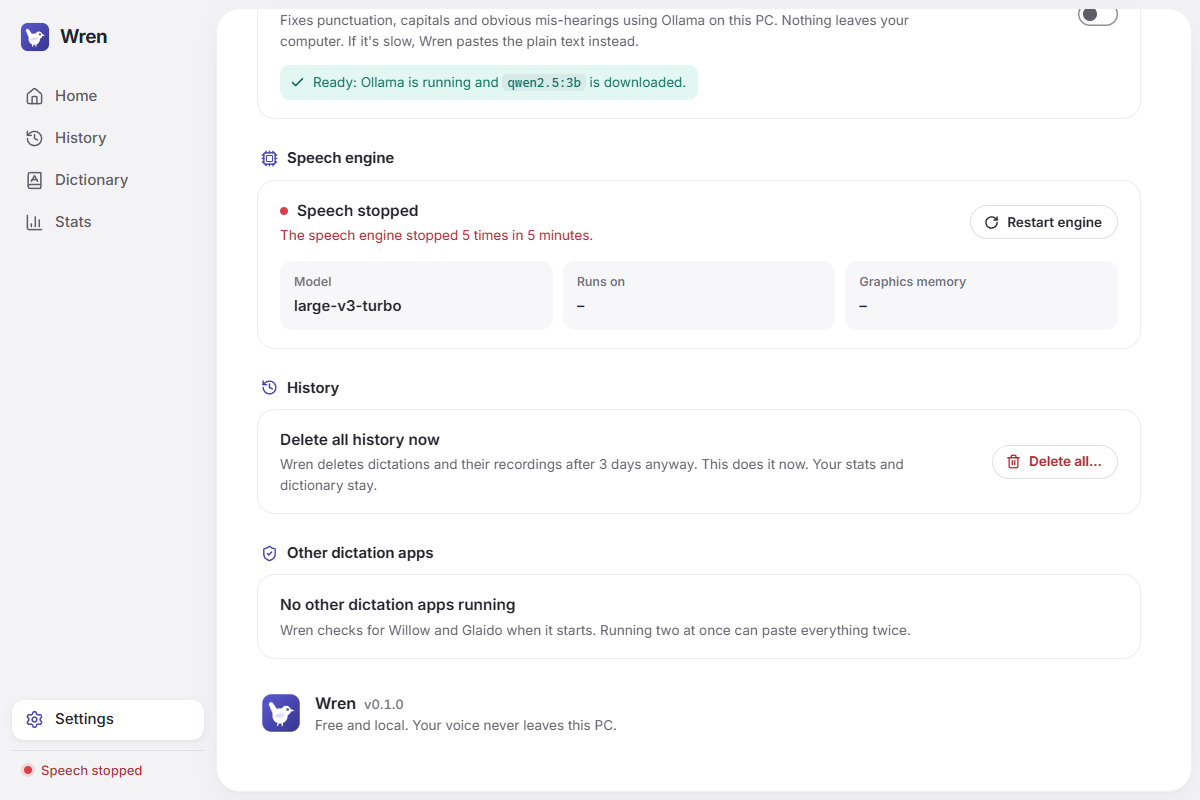 Wren
Home
History
Dictionary
Stats
Settings
Speech stopped
Fixes punctuation, capitals and obvious mis-hearings using Ollama on this PC. Nothing leaves your
computer. If it's slow, Wren pastes the plain text instead.
Ready: Ollama is running and qwen2.5:3b is downloaded.
Speech engine
Speech stopped
The speech engine stopped 5 times in 5 minutes.
Restart engine
Model
large-v3-turbo
Runs on
–
Graphics memory
–
History
Delete all history now
Wren deletes dictations and their recordings after 3 days anyway. This does it now. Your stats and
dictionary stay.
Delete all...
Other dictation apps
No other dictation apps running
Wren checks for Willow and Glaido when it starts. Running two at once can paste everything twice.
Wren v0.1.0
Free and local. Your voice never leaves this PC.